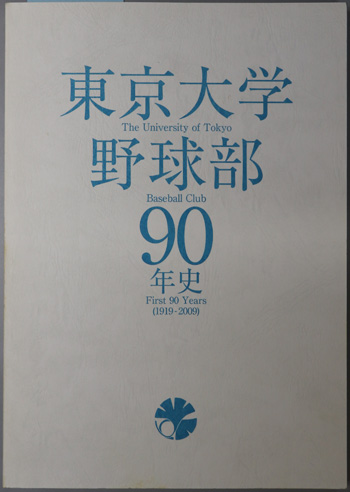 東京大学
The University of Tokyo
野球部
Baseball Club
90
年史
First 90 Years
(1919-2009)